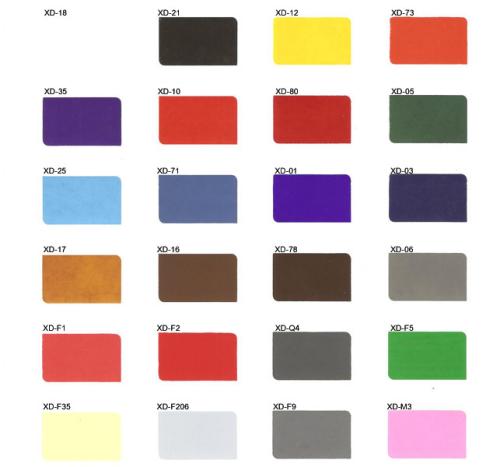 XD-18 XD-21 XD-12 XD-73
XD-35 XD-10 XD-80 XD-05
XD-25 XD-71 XD-01 XD-03
XD-17 XD-16 XD-78 XD-06
XD-F1 XD-F2 XD-Q4 XD-F5
XD-F35 XD-F206 XD-F9 XD-M3